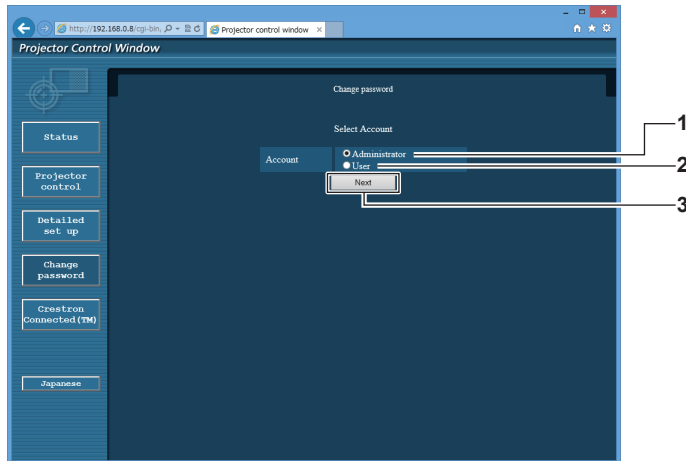 http://192.168.0.8/cgi-bin,
Projector control window
Projector Control Window
Change password
Select Account
Account
Administrator
User
Next
Status
Projector
control
Detailed
set up
Change
password
Crestron
Connected(TM)
Japanese
1
2
3